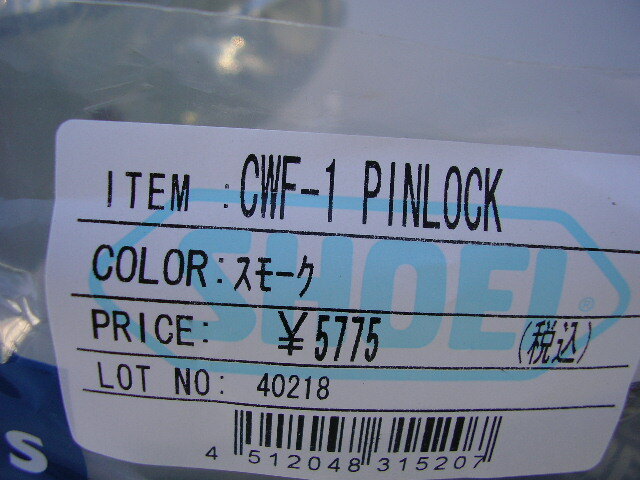 ITEM : CWF-1 PINLOCK
COLOR: スモーク
PRICE: ¥5775 (税込)
LOT NO: 40218
SHOEI®
4 512048 315207
S